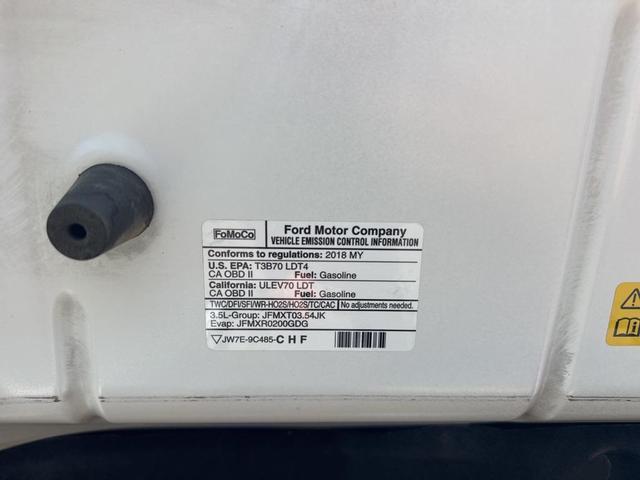 FoMoCo
Ford Motor Company
VEHICLE EMISSION CONTROL INFORMATION
Conforms to regulations: 2018 MY
U.S. EPA: T3B70 LDT4
CA OBD II Fuel: Gasoline
California: ULEV70 LDT
CA OBD II Fuel: Gasoline
TWC/DFI/SFI/WR-HO2S/HO2S/TC/CAC No adjustments needed.
3.5L-Group: JFMXT03.54JK
Evap: JFMXR0200GDG
JW7E-9C485-C H F